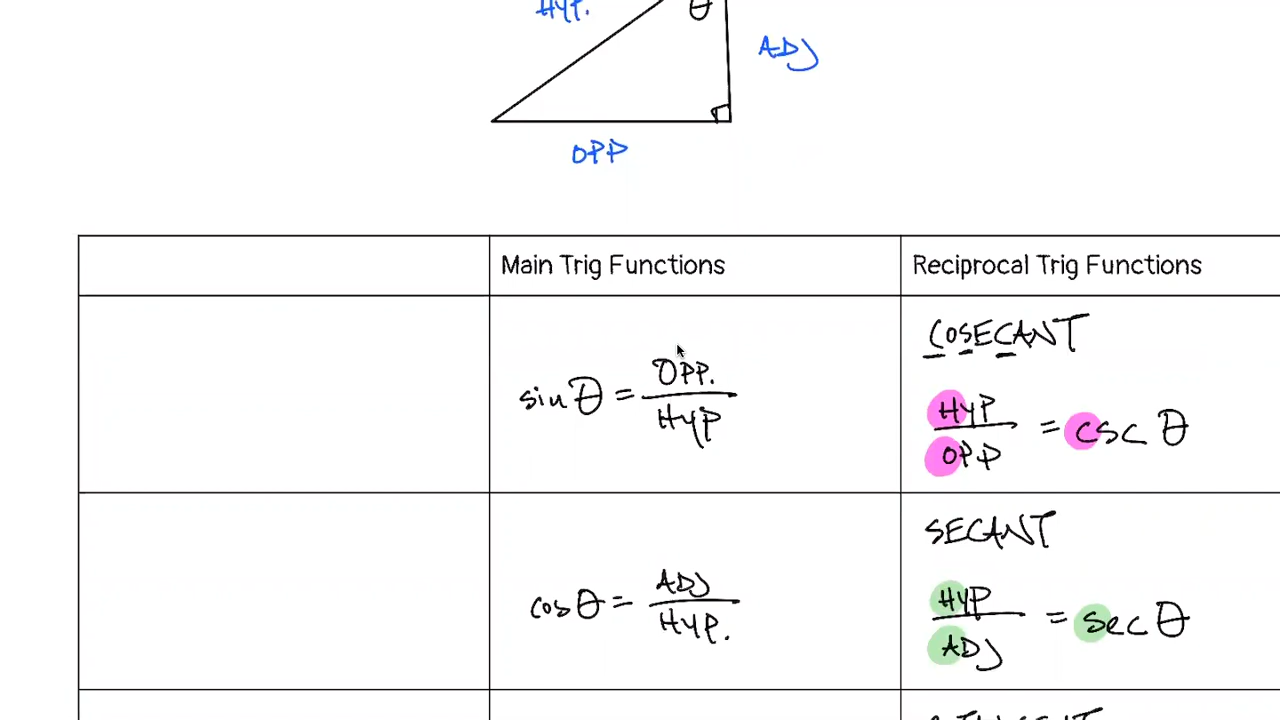 HYP.
θ
ADJ
OPP
Main Trig Functions
Reciprocal Trig Functions
COSECANT
sin θ = OPP. / HYP
HYP / OPP = csc θ
SECANT
cos θ = ADJ / HYP.
HYP / ADJ = sec θ